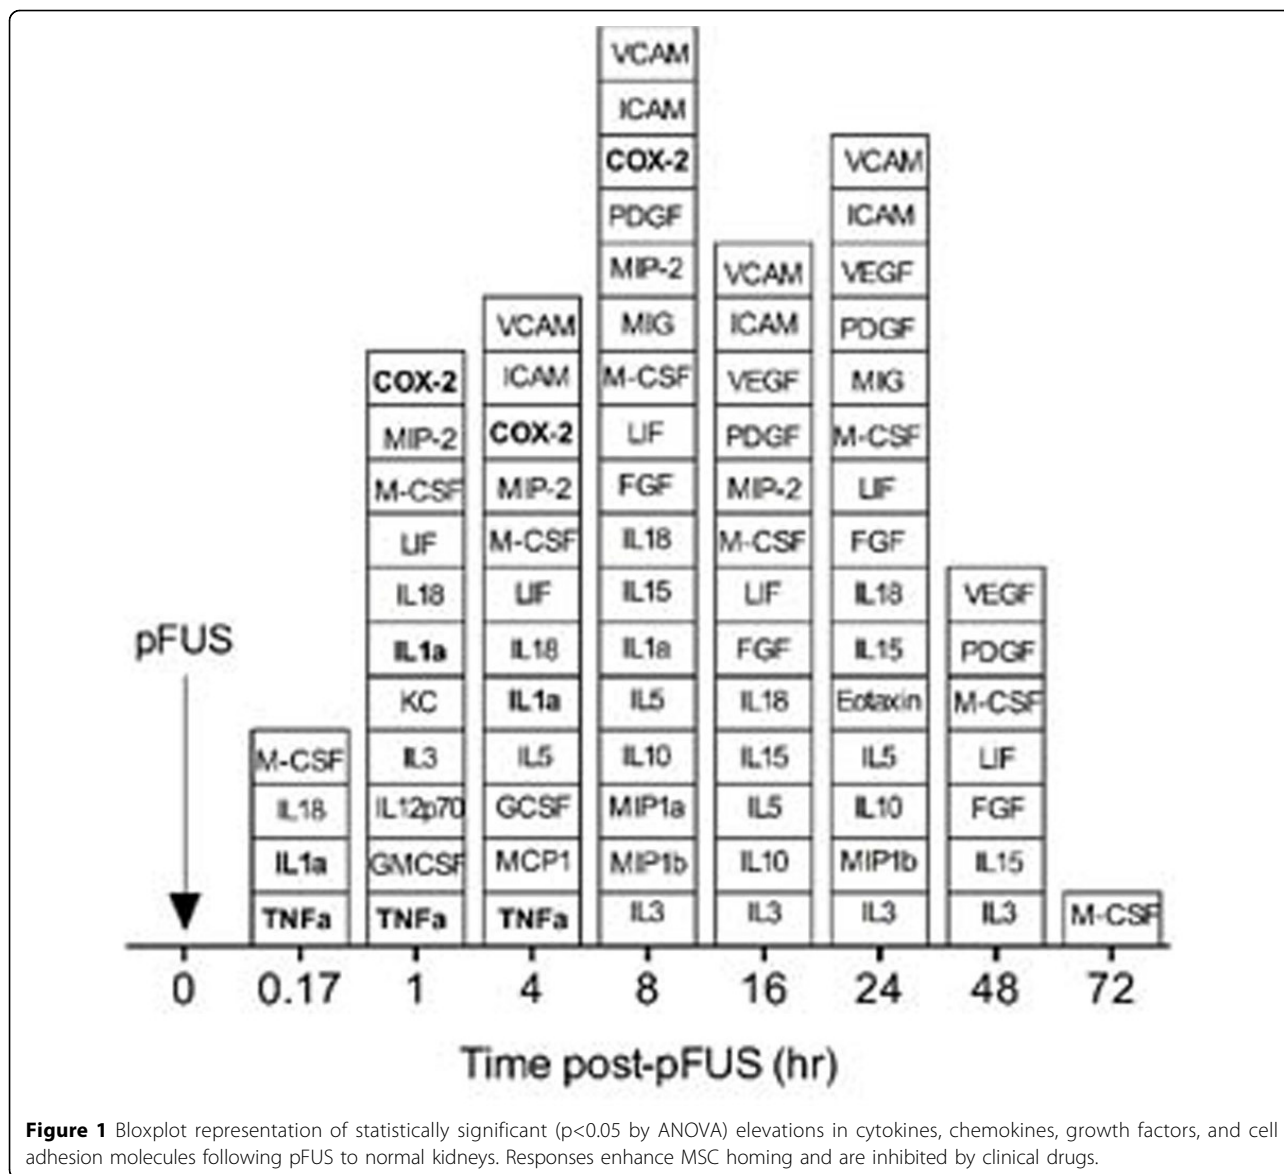 VCAM
ICAM
COX-2
PDGF
MIP-2
MIG
M-CSF
LIF
FGF
IL18
IL15
IL1a
IL5
IL10
MIP1a
MIP1b
IL3
VCAM
ICAM
VEGF
PDGF
MIG
M-CSF
LIF
FGF
IL18
IL15
Eotaxin
IL5
IL10
MIP1b
IL3
VCAM
ICAM
VEGF
PDGF
MIP-2
M-CSF
LIF
FGF
IL18
IL15
IL5
IL10
IL3
VCAM
ICAM
COX-2
MIP-2
M-CSF
LIF
IL18
IL1a
IL5
GCSF
MCP1
TNFa
COX-2
MIP-2
M-CSF
LIF
IL18
IL1a
KC
IL3
IL12p70
GMCSF
TNFa
VEGF
PDGF
M-CSF
LIF
FGF
IL15
IL3
pFUS
M-CSF
IL18
IL1a
TNFa
M-CSF
0 0.17 1 4 8 16 24 48 72
Time post-pFUS (hr)
Figure 1 Bloxplot representation of statistically significant (p<0.05 by ANOVA) elevations in cytokines, chemokines, growth factors, and cell
adhesion molecules following pFUS to normal kidneys. Responses enhance MSC homing and are inhibited by clinical drugs.